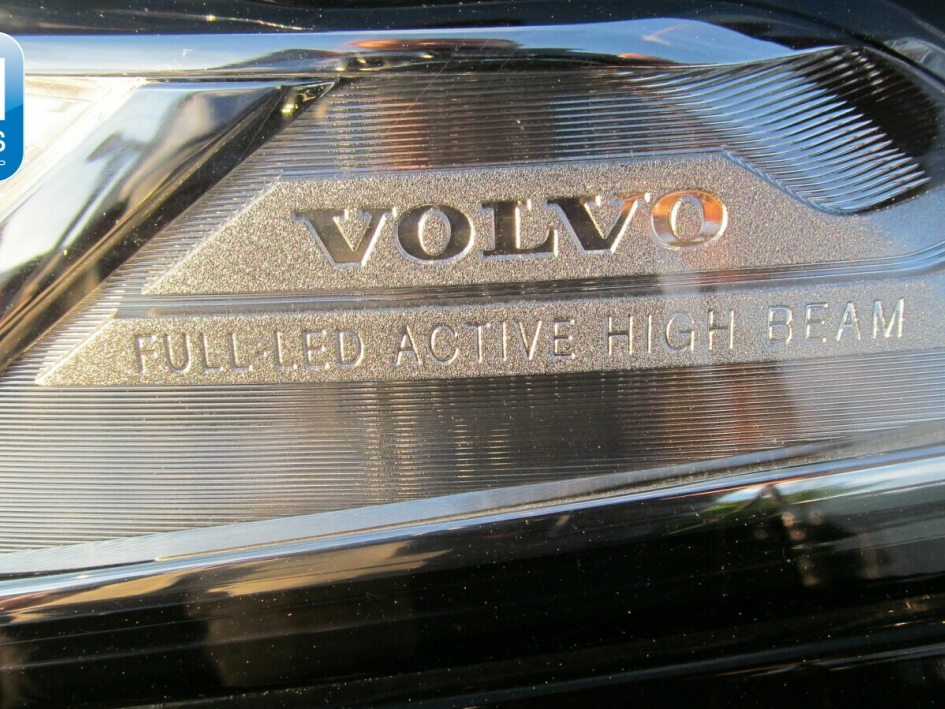 VOLVO
FULL-LED ACTIVE HIGH BEAM